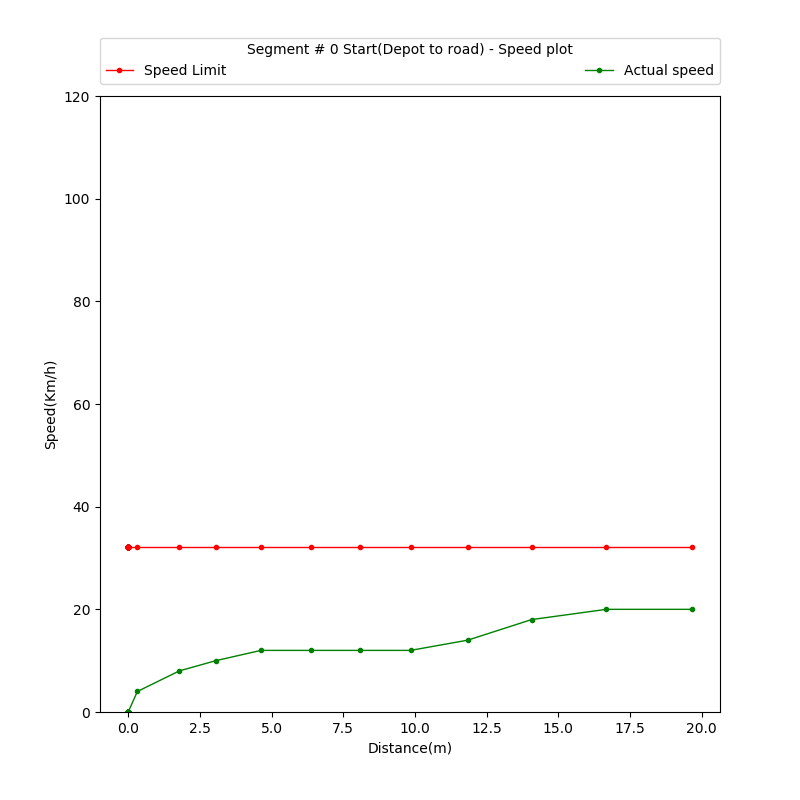 Segment # 0 Start(Depot to road) - Speed plot
Speed Limit
Actual speed
120
100
80
60
40
20
0
Speed(Km/h)
0.0 2.5 5.0 7.5 10.0 12.5 15.0 17.5 20.0
Distance(m)